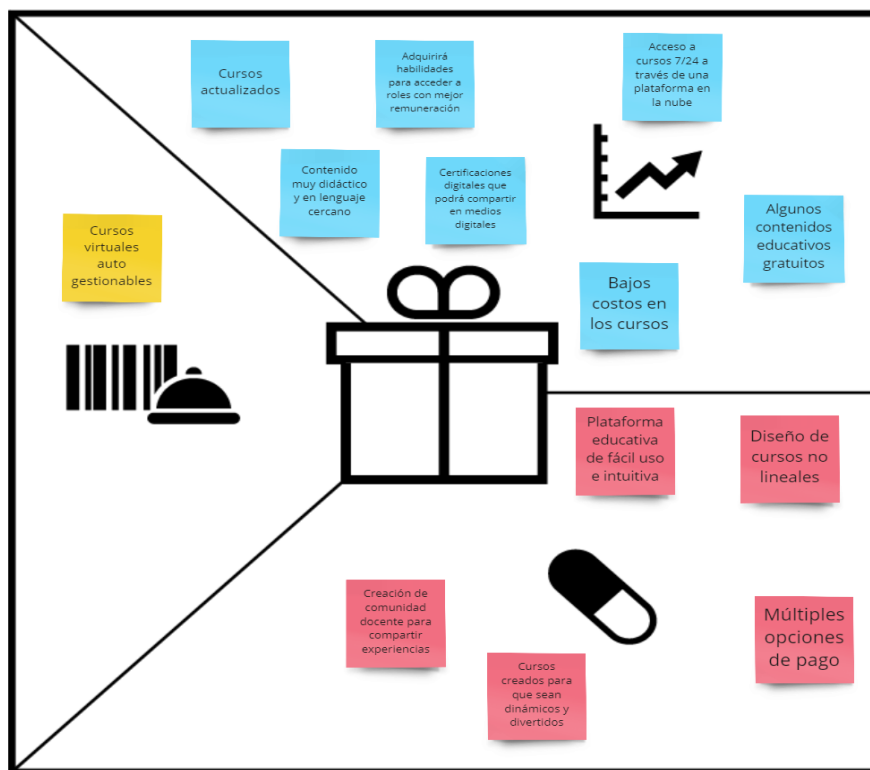 Cursos
actualizados
Adquirirá
habilidades
para acceder a
roles con mejor
remuneración
Acceso a
cursos 7/24 a
través de una
plataforma en
la nube
Contenido
muy didáctico
y en lenguaje
cercano
Certificaciones
digitales que
podrá compartir
en medios
digitales
Algunos
contenidos
educativos
gratuitos
Cursos
virtuales
auto
gestionables
Bajos
costos en
los cursos
Plataforma
educativa
de fácil uso
e intuitiva
Diseño de
cursos no
lineales
Creación de
comunidad
docente para
compartir
experiencias
Múltiples
opciones
de pago
Cursos
creados para
que sean
dinámicos y
divertidos